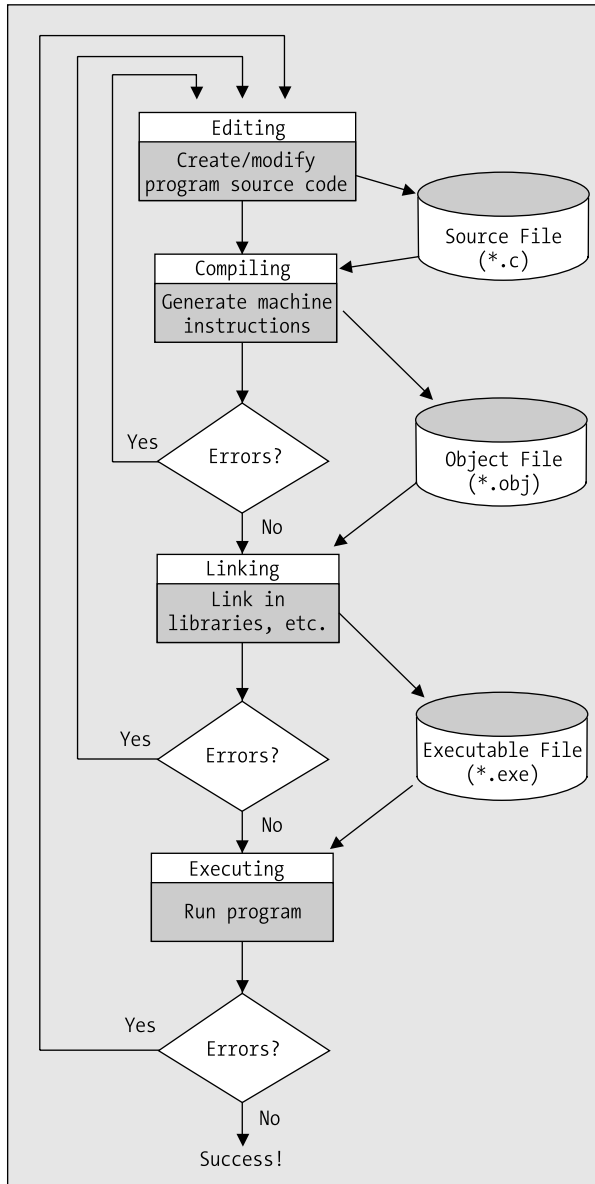 Editing
Create/modify
program source code
Source File
(*.c)
Compiling
Generate machine
instructions
Yes
Errors?
Object File
(*.obj)
No
Linking
Link in
libraries, etc.
Yes
Errors?
Executable File
(*.exe)
No
Executing
Run program
Yes
Errors?
No
Success!